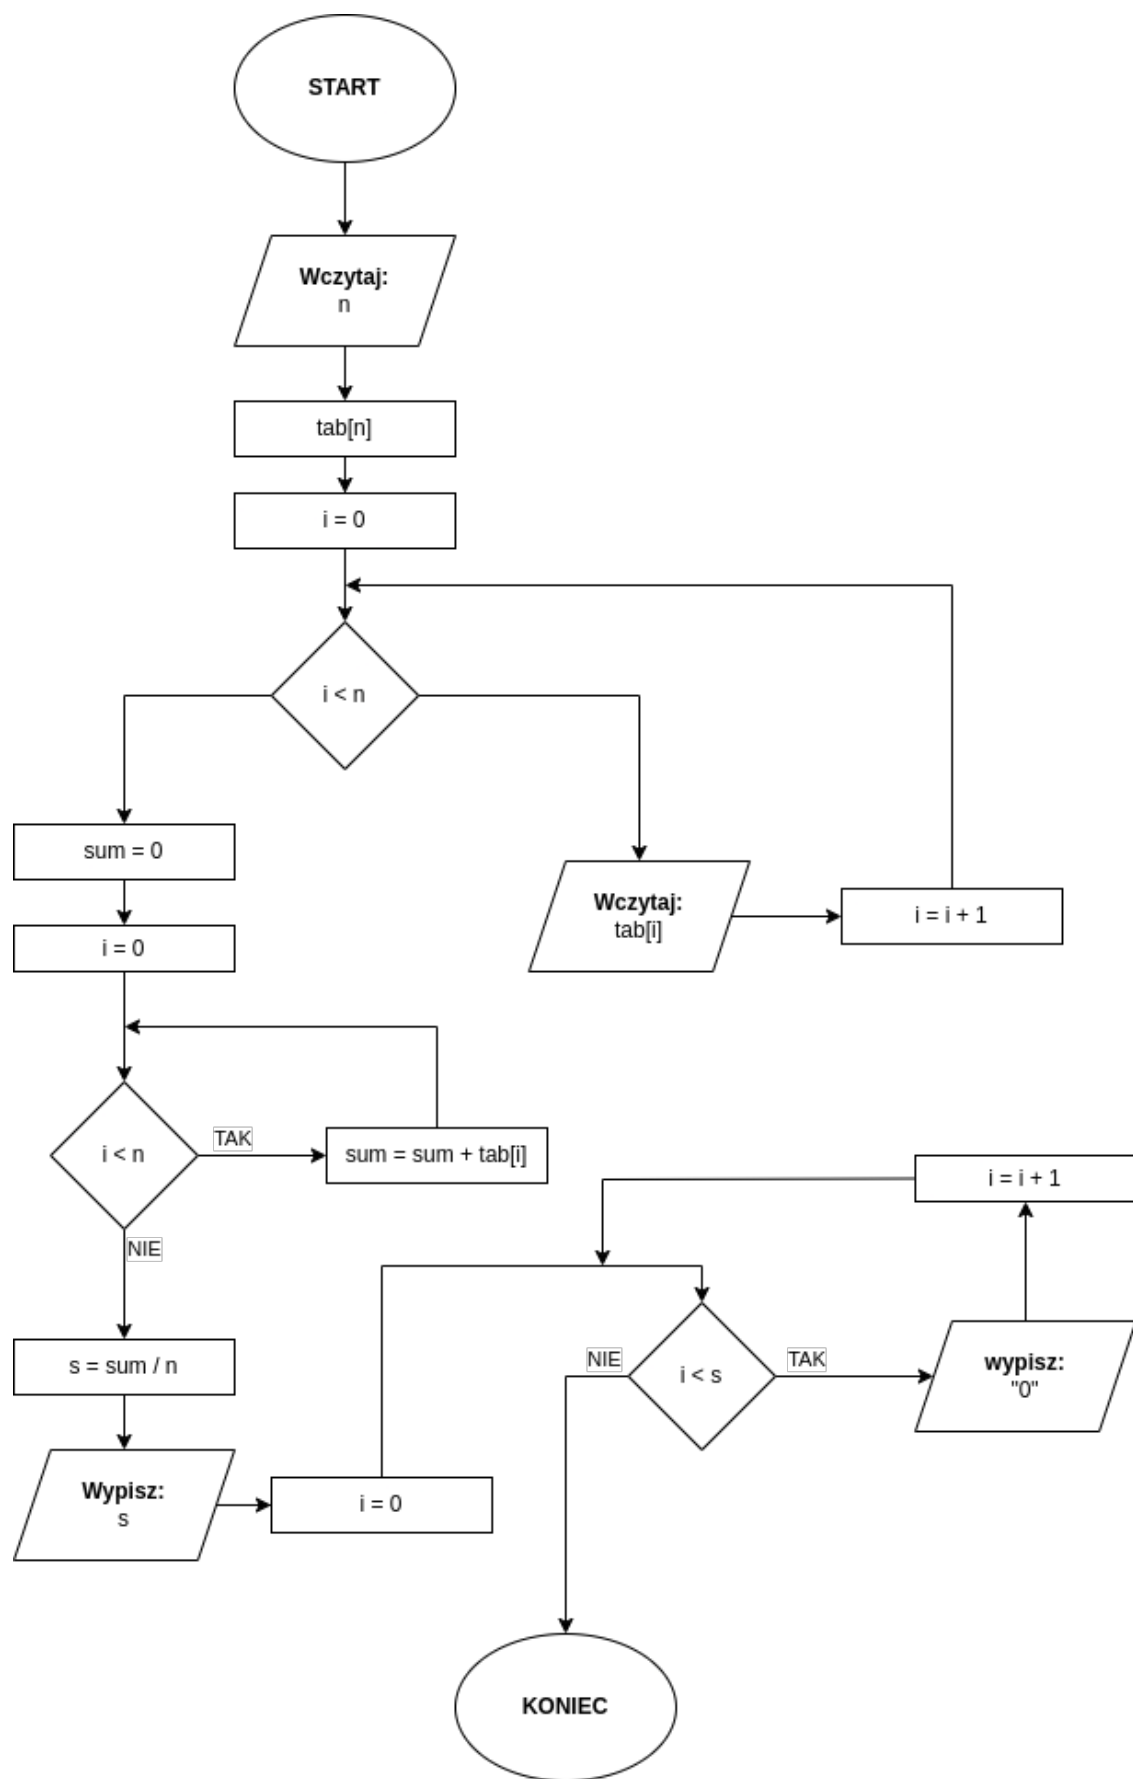 START
Wczytaj:
n
tab[n]
i = 0
i < n
sum = 0
i = 0
Wczytaj:
tab[i]
i = i + 1
i < n
TAK
sum = sum + tab[i]
NIE
s = sum / n
Wypisz:
s
i = 0
i = i + 1
NIE
i < s
TAK
wypisz:
"0"
KONIEC